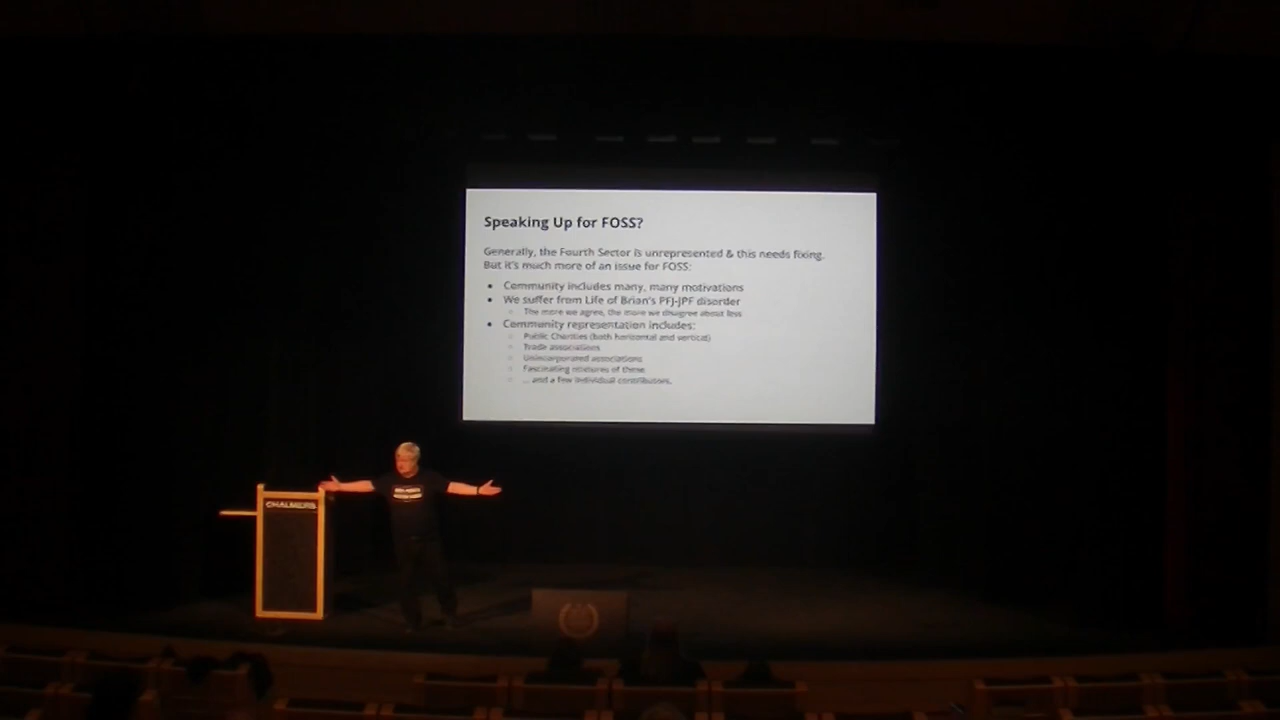 Speaking Up for FOSS?
Generally, the Fourth Sector is unrepresented & this needs fixing.
But it's much more of an issue for FOSS:
Community includes many, many motivations
We suffer from Life of Brian's PFJ-JPF disorder
The more we agree, the more we disagree about less
Community representation includes:
Public Charities (both horizontal and vertical)
Trade associations
Unincorporated associations
Fascinating mixtures of these
... and a few individual contributors.
CHALMERS